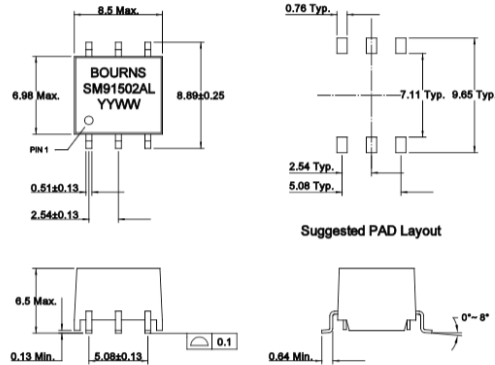 8.5 Max.
0.76 Typ.
BOURNS
SM91502AL
YYWW
6.98 Max.
8.89±0.25
PIN 1
0.51±0.13
2.54±0.13
7.11 Typ.
9.65 Typ.
2.54 Typ.
5.08 Typ.
Suggested PAD Layout
6.5 Max.
0.13 Min.
5.08±0.13
0.1
0.64 Min.
0°~ 8°